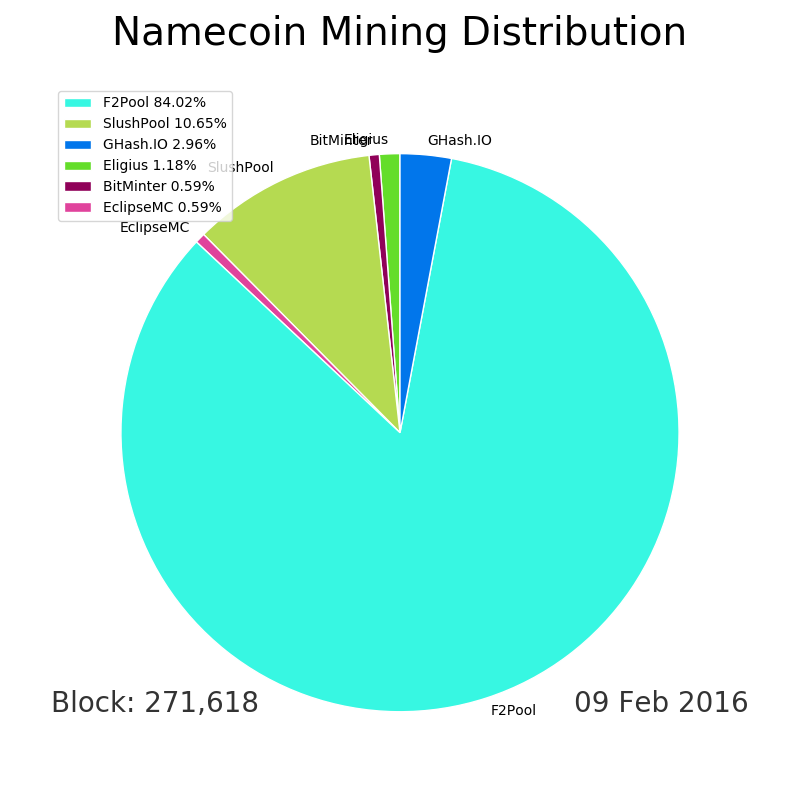 Namecoin Mining Distribution
F2Pool 84.02%
SlushPool 10.65%
GHash.IO 2.96%
Eligius 1.18%
BitMinter 0.59%
EclipseMC 0.59%
BitMinter
Eligius
GHash.IO
SlushPool
EclipseMC
F2Pool
Block: 271,618
09 Feb 2016